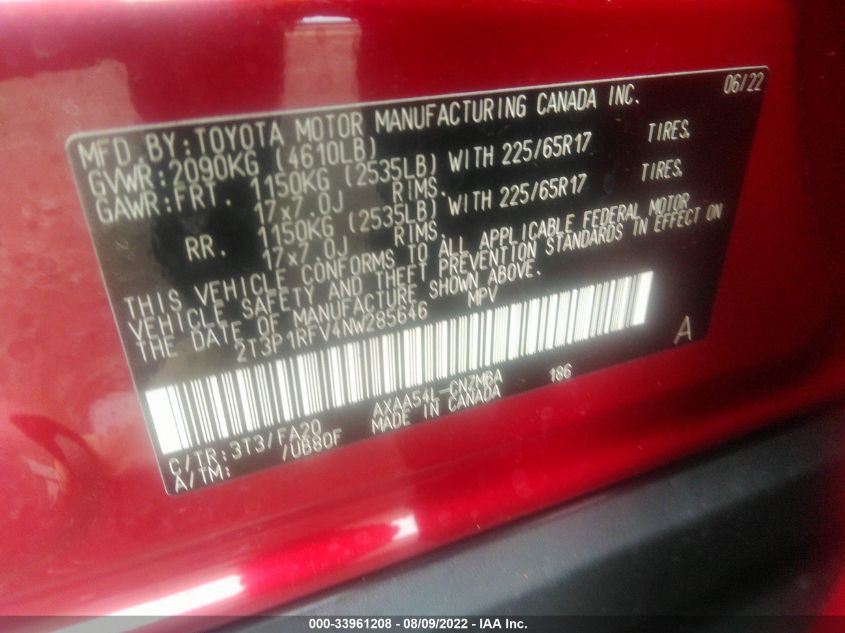 06/22
MFD.BY:TOYOTA MOTOR MANUFACTURING CANADA INC.
GVWR:2090KG (4610LB)
GAWR:FRT. 1150KG (2535LB) WITH 225/65R17 TIRES,
17x7.0J RIMS.
RR. 1150KG (2535LB) WITH 225/65R17 TIRES,
17x7.0J RIMS.
THIS VEHICLE CONFORMS TO ALL APPLICABLE FEDERAL MOTOR
VEHICLE SAFETY AND THEFT PREVENTION STANDARDS IN EFFECT ON
THE DATE OF MANUFACTURE SHOWN ABOVE.
2T3P1RFV4NW285646 MPV
A
C/TR:3T3/FA20 AXAA54L-CNZMBA 186
A/TM: /UB80F MADE IN CANADA
000-33961208 - 08/09/2022 - IAA Inc.